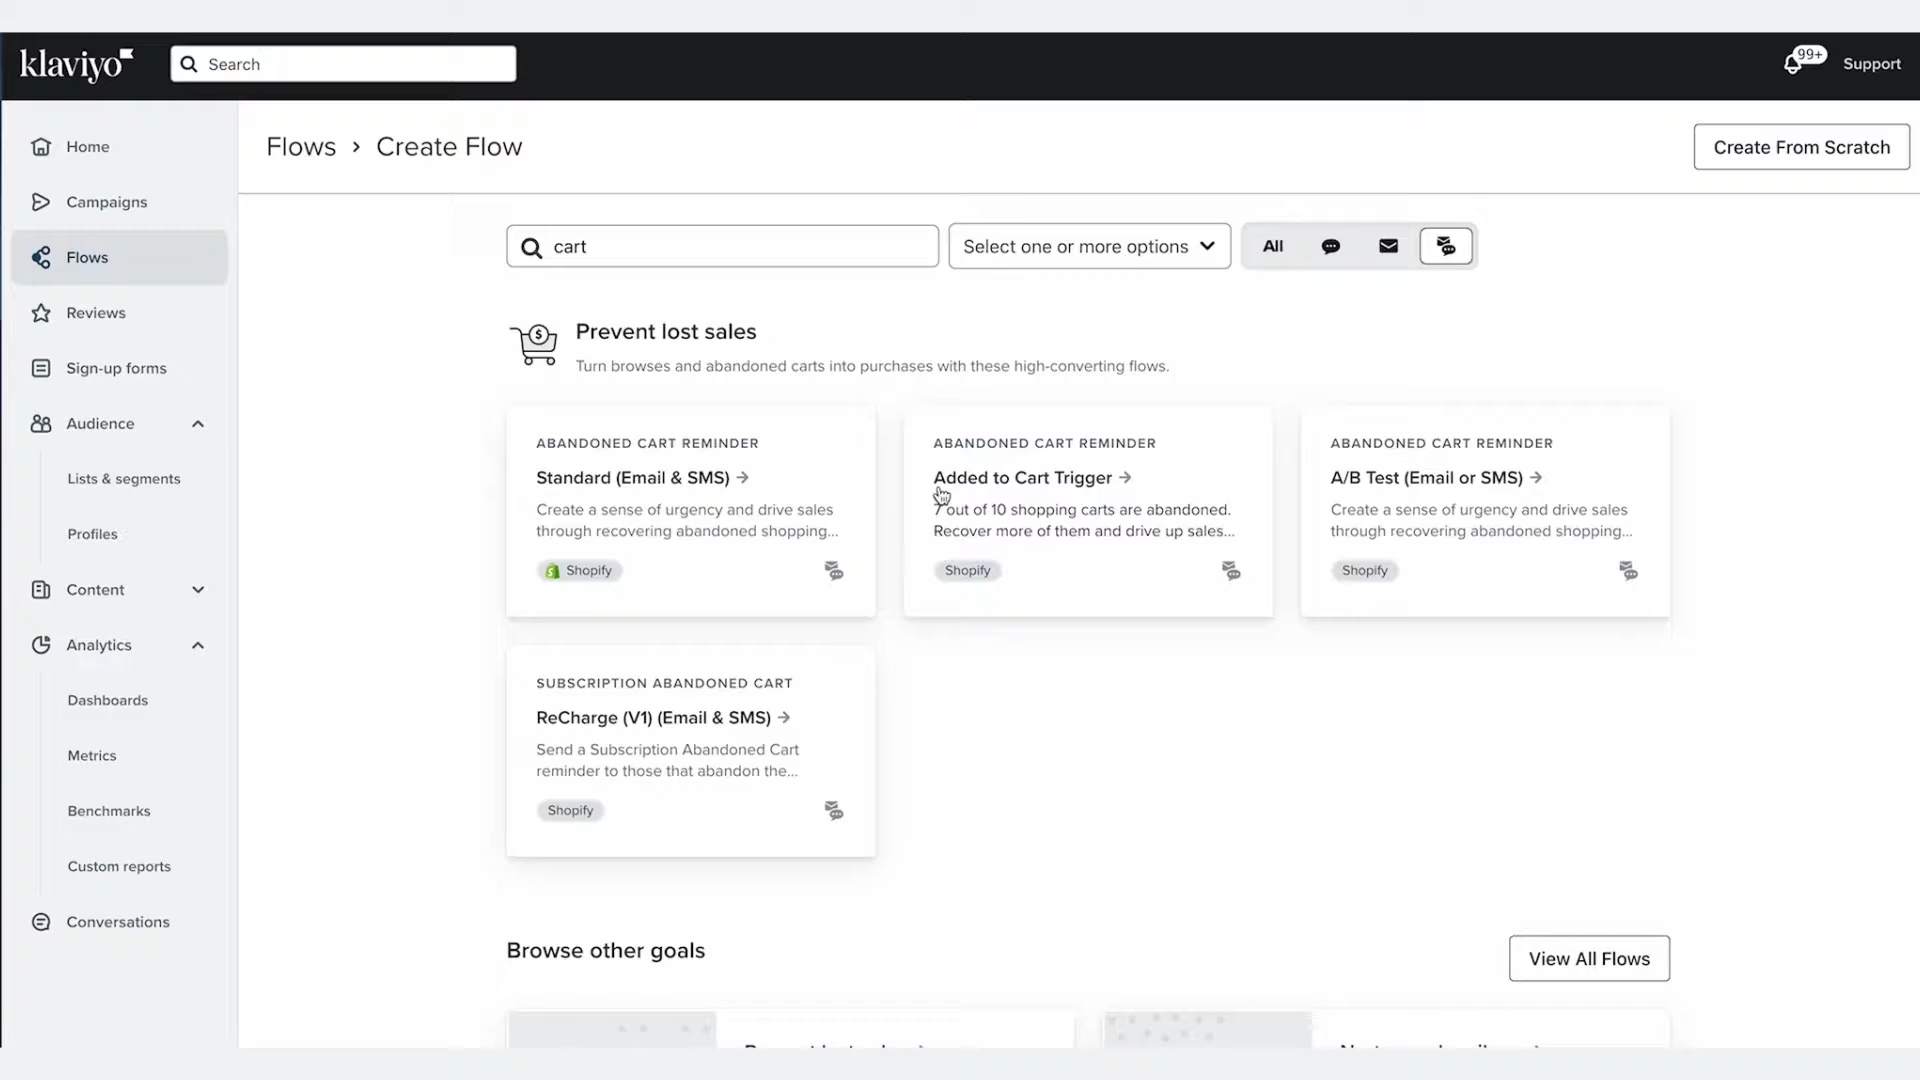 klaviyo
Search
99+
Support
Home
Campaigns
Flows
Reviews
Sign-up forms
Audience
Lists & segments
Profiles
Content
Analytics
Dashboards
Metrics
Benchmarks
Custom reports
Conversations
Flows › Create Flow
Create From Scratch
cart
Select one or more options
All
Prevent lost sales
Turn browses and abandoned carts into purchases with these high-converting flows.
ABANDONED CART REMINDER
Standard (Email & SMS) →
Create a sense of urgency and drive sales
through recovering abandoned shopping...
Shopify
ABANDONED CART REMINDER
Added to Cart Trigger →
7 out of 10 shopping carts are abandoned.
Recover more of them and drive up sales...
Shopify
ABANDONED CART REMINDER
A/B Test (Email or SMS) →
Create a sense of urgency and drive sales
through recovering abandoned shopping...
Shopify
SUBSCRIPTION ABANDONED CART
ReCharge (V1) (Email & SMS) →
Send a Subscription Abandoned Cart
reminder to those that abandon the...
Shopify
Browse other goals
View All Flows